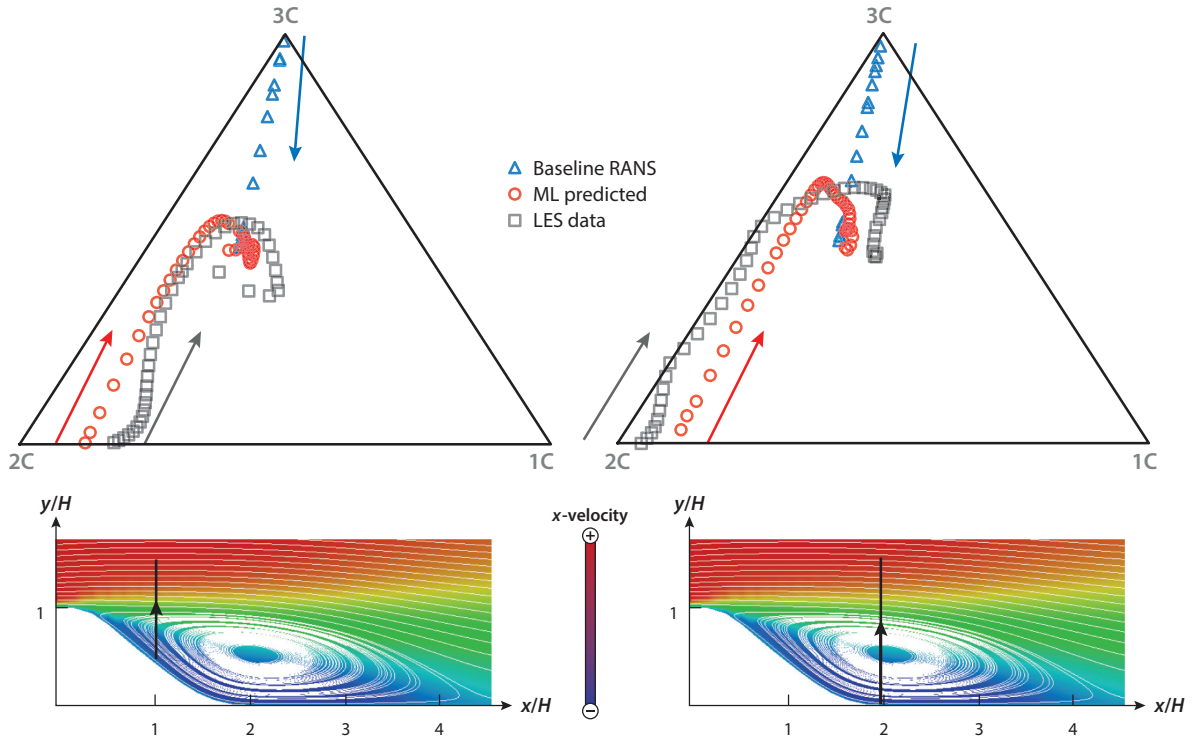 3C
3C
Baseline RANS
ML predicted
LES data
2C
1C
2C
1C
y/H
x-velocity
y/H
+
1
1
1
2
3
4
x/H
−
1
2
3
4
x/H